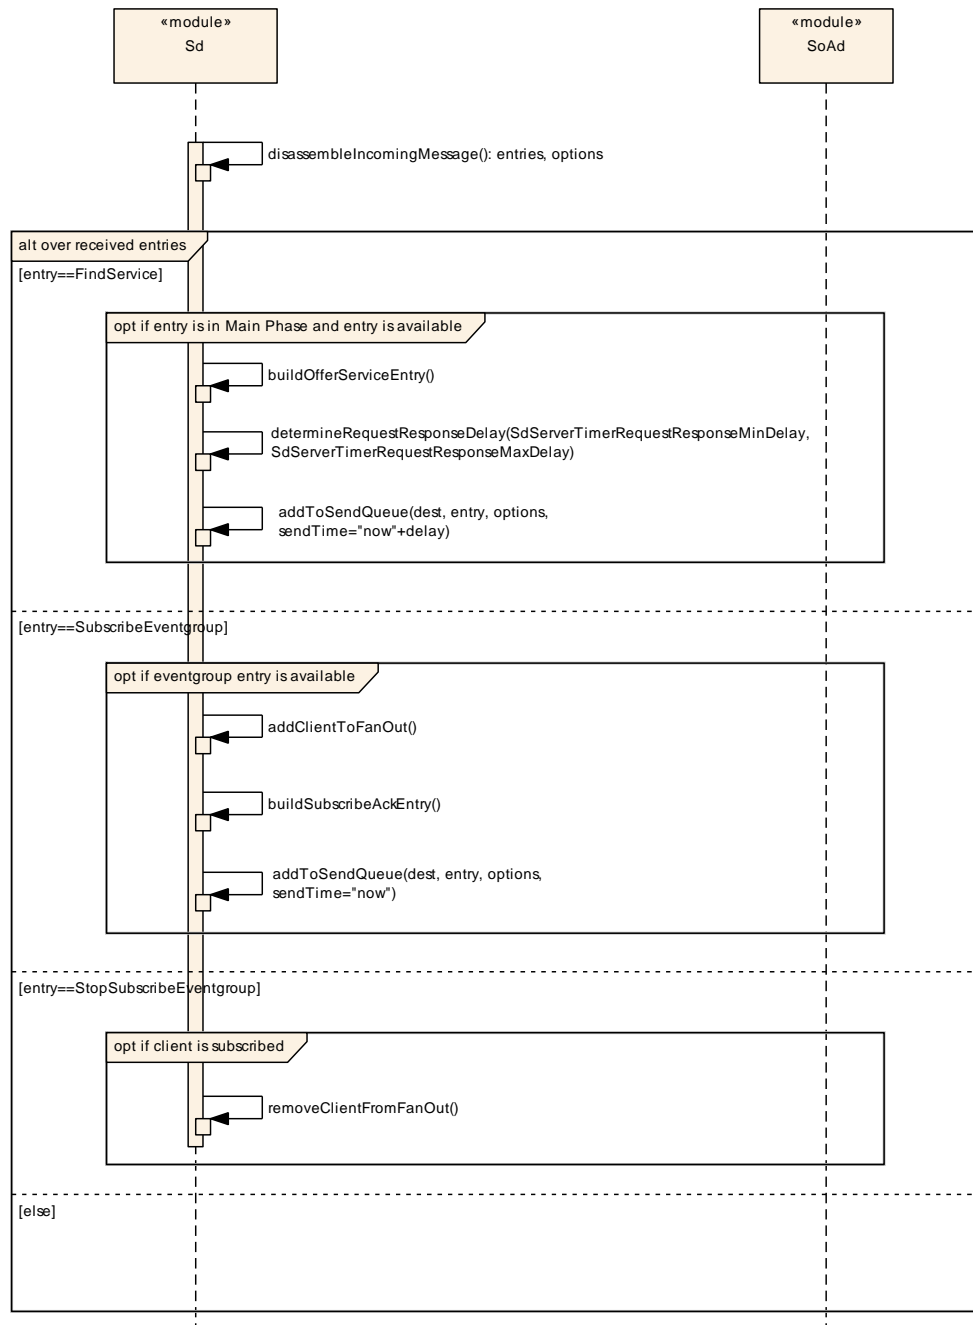 «module»
Sd
«module»
SoAd
disassembleIncomingMessage(): entries, options
alt over received entries
[entry==FindService]
opt if entry is in Main Phase and entry is available
buildOfferServiceEntry()
determineRequestResponseDelay(SdServerTimerRequestResponseMinDelay,
SdServerTimerRequestResponseMaxDelay)
addToSendQueue(dest, entry, options,
sendTime="now"+delay)
[entry==SubscribeEventgroup]
opt if eventgroup entry is available
addClientToFanOut()
buildSubscribeAckEntry()
addToSendQueue(dest, entry, options,
sendTime="now")
[entry==StopSubscribeEventgroup]
opt if client is subscribed
removeClientFromFanOut()
[else]